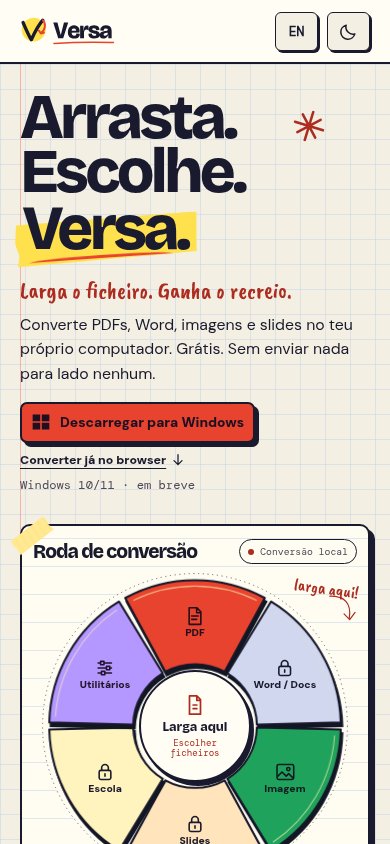 Versa
EN
Arrasta.
Escolhe.
Versa.
Larga o ficheiro. Ganha o recreio.
Converte PDFs, Word, imagens e slides no teu
próprio computador. Grátis. Sem enviar nada
para lado nenhum.
Descarregar para Windows
Converter já no browser ↓
Windows 10/11 · em breve
Roda de conversão
Conversão local
larga aqui!
PDF
Utilitários
Word / Docs
Larga aqui
Escolher
ficheiros
Escola
Imagem
Slides